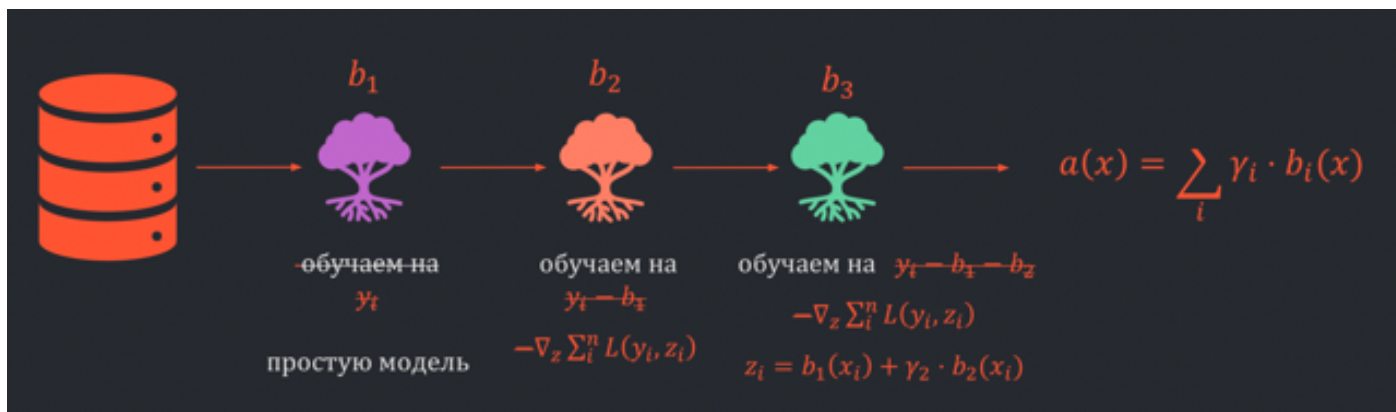 b₁
b₂
b₃
a(x) = ∑ᵢ γᵢ · bᵢ(x)
обучаем на
yᵢ
простую модель
обучаем на
yᵢ − b₁
−∇_z ∑ᵢⁿ L(yᵢ, zᵢ)
обучаем на yᵢ − b₁ − b₂
−∇_z ∑ᵢⁿ L(yᵢ, zᵢ)
zᵢ = b₁(xᵢ) + γ₂ · b₂(xᵢ)